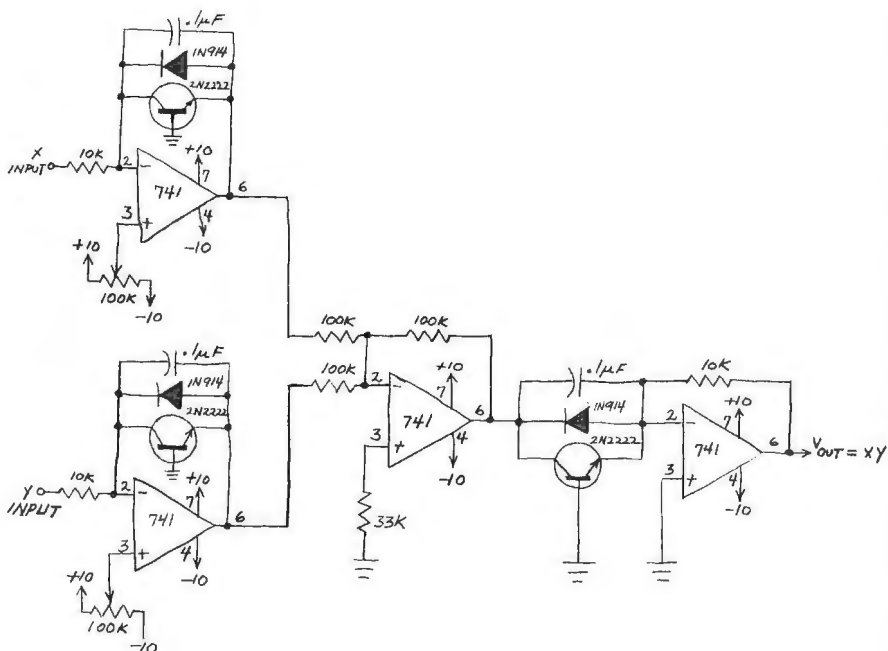 .1µF
1N914
2N2222
X
INPUT
10K
2
−
+10
7
741
6
3
+
4
−10
+10
100K
−10
.1µF
1N914
2N2222
Y
INPUT
10K
2
−
+10
7
741
6
3
+
4
−10
+10
100K
−10
100K
100K
100K
2
−
+10
7
741
6
3
+
4
−10
33K
.1µF
1N914
2N2222
10K
2
−
+10
7
741
6
3
+
4
−10
VOUT = XY